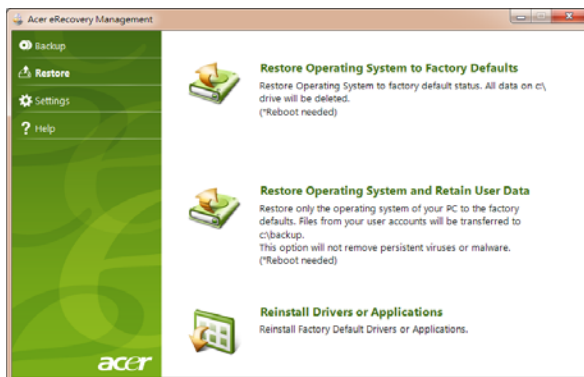 Acer eRecovery Management
Backup
Restore
Settings
Help
Restore Operating System to Factory Defaults
Restore Operating System to factory default status. All data on c:\
drive will be deleted.
(*Reboot needed)
Restore Operating System and Retain User Data
Restore only the operating system of your PC to the factory
defaults. Files from your user accounts will be transferred to
c:\backup.
This option will not remove persistent viruses or malware.
(*Reboot needed)
Reinstall Drivers or Applications
Reinstall Factory Default Drivers or Applications.
acer